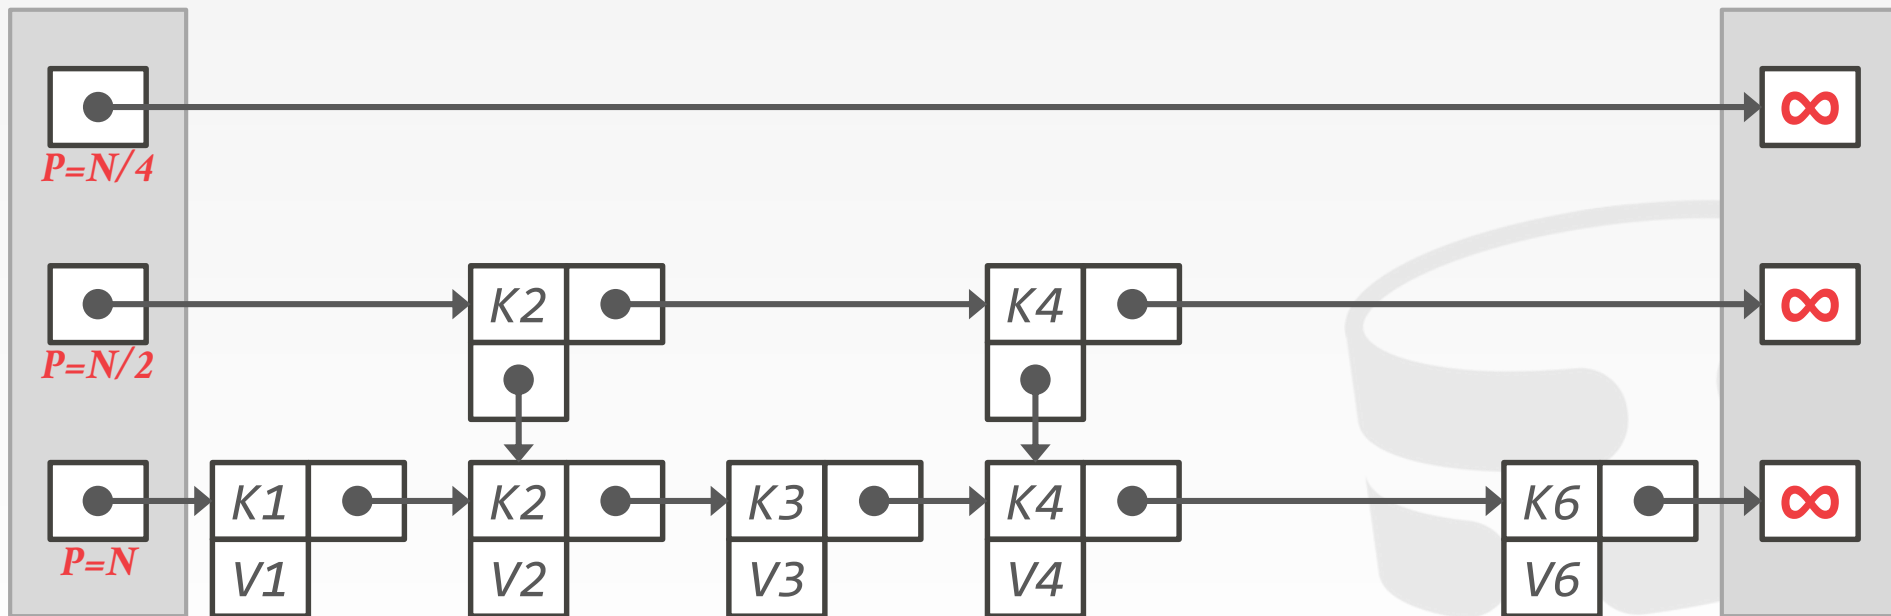 ∞
P=N/4
K2 K4 ∞
P=N/2
K1 K2 K3 K4 K6 ∞
P=N
V1 V2 V3 V4 V6